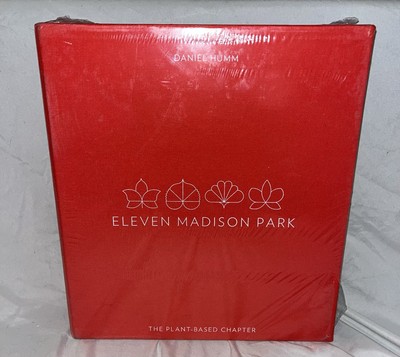 DANIEL HUMM
ELEVEN MADISON PARK
THE PLANT-BASED CHAPTER